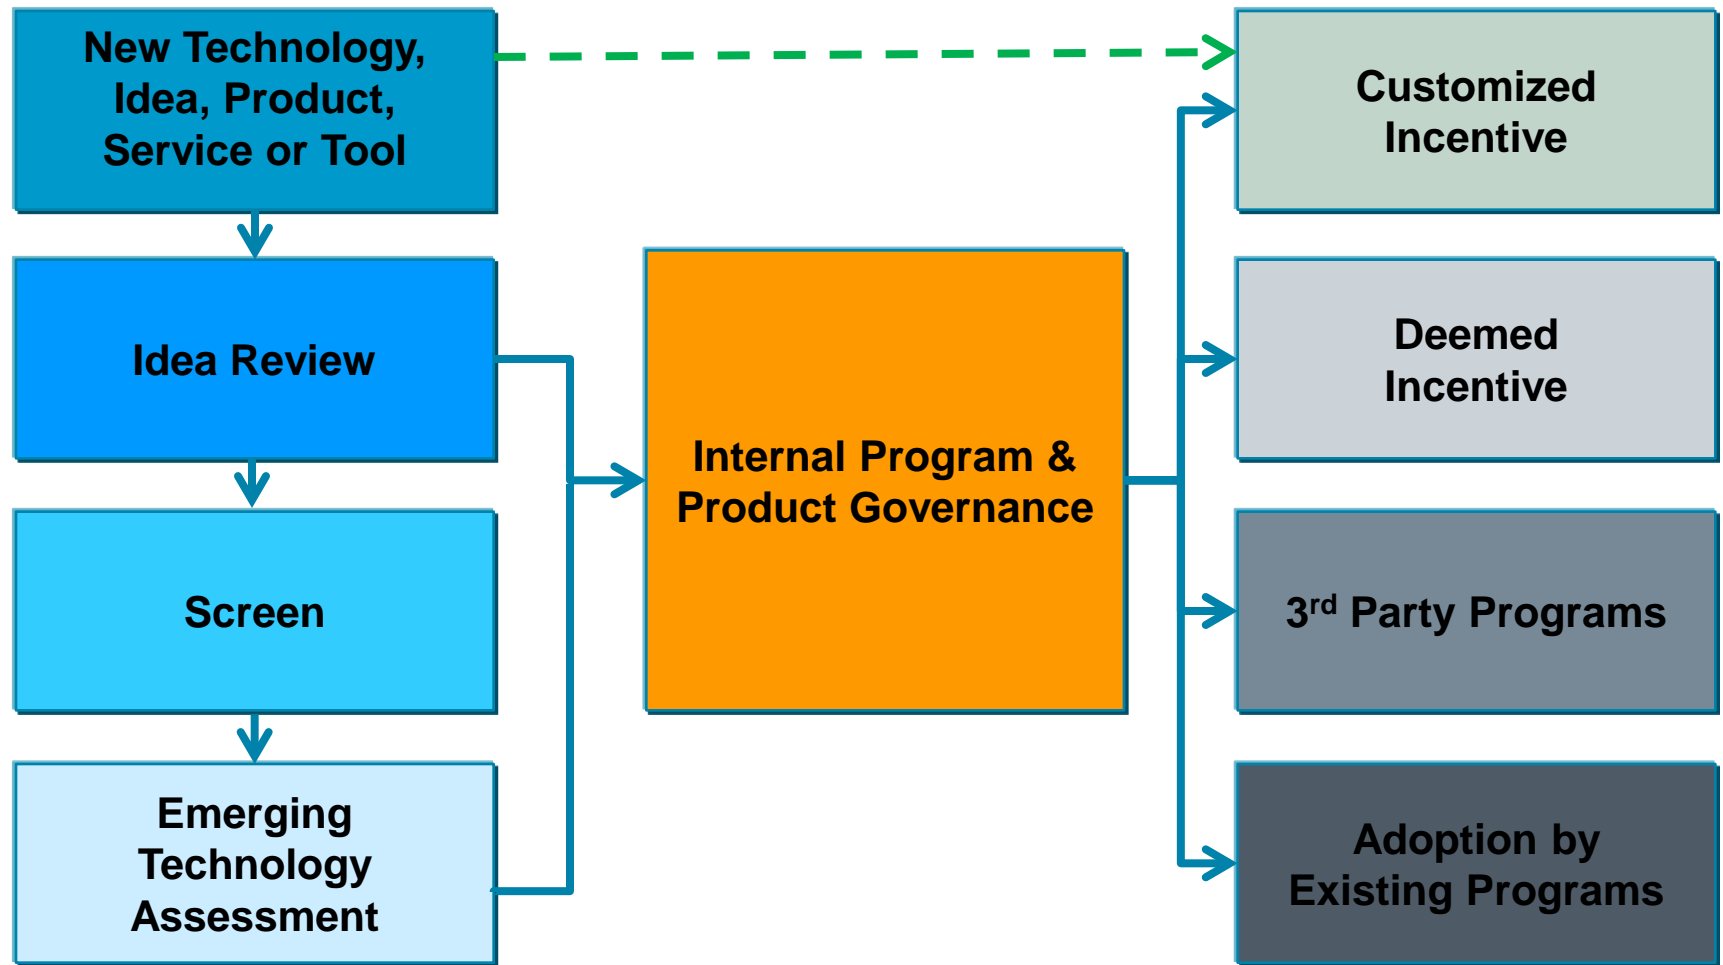 New Technology,
Idea, Product,
Service or Tool
Idea Review
Screen
Emerging
Technology
Assessment
Internal Program &
Product Governance
Customized
Incentive
Deemed
Incentive
3rd Party Programs
Adoption by
Existing Programs